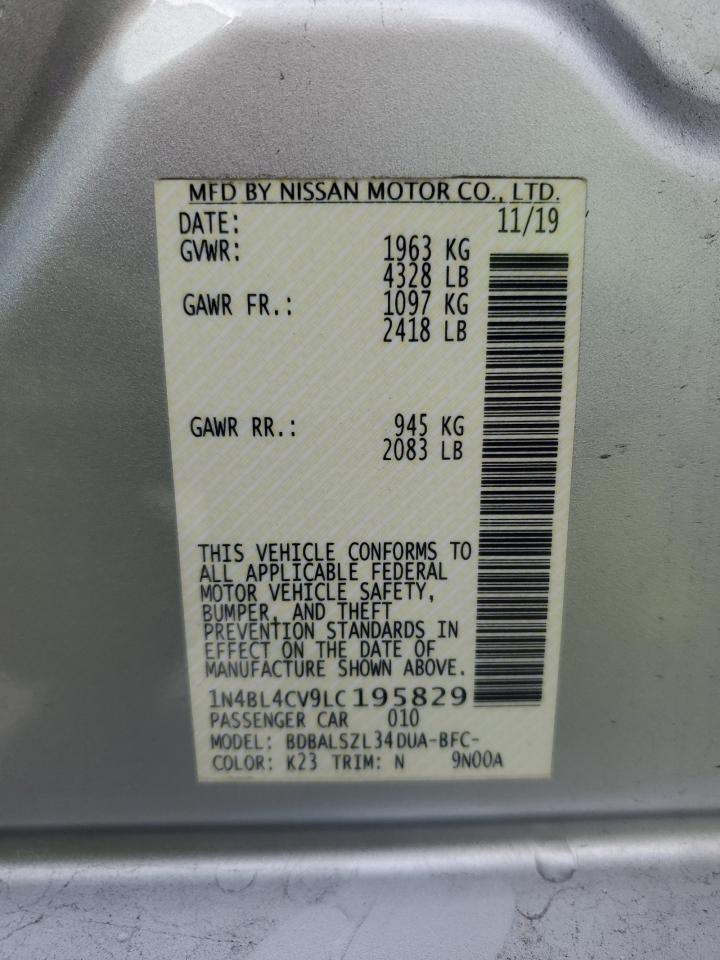 MFD BY NISSAN MOTOR CO., LTD.
DATE: 11/19
GVWR: 1963 KG
4328 LB
GAWR FR.: 1097 KG
2418 LB
GAWR RR.: 945 KG
2083 LB
THIS VEHICLE CONFORMS TO
ALL APPLICABLE FEDERAL
MOTOR VEHICLE SAFETY,
BUMPER, AND THEFT
PREVENTION STANDARDS IN
EFFECT ON THE DATE OF
MANUFACTURE SHOWN ABOVE.
1N4BL4CV9LC195829
PASSENGER CAR 010
MODEL: BDBALSZL34DUA-BFC-
COLOR: K23 TRIM: N 9N00A